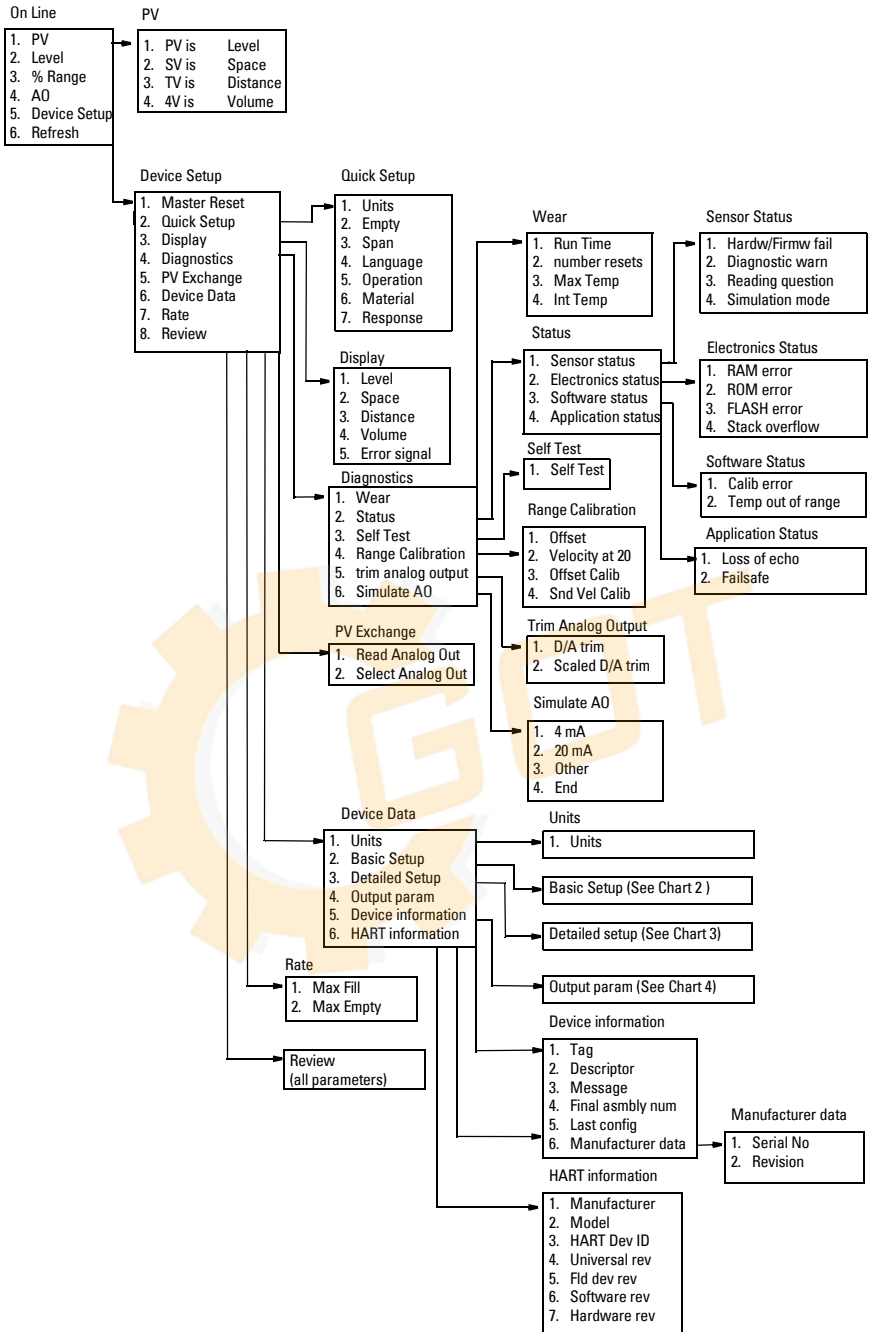 On Line
1. PV
2. Level
3. % Range
4. AO
5. Device Setup
6. Refresh
PV
1. PV is Level
2. SV is Space
3. TV is Distance
4. 4V is Volume
Device Setup
1. Master Reset
2. Quick Setup
3. Display
4. Diagnostics
5. PV Exchange
6. Device Data
7. Rate
8. Review
Quick Setup
1. Units
2. Empty
3. Span
4. Language
5. Operation
6. Material
7. Response
Display
1. Level
2. Space
3. Distance
4. Volume
5. Error signal
Diagnostics
1. Wear
2. Status
3. Self Test
4. Range Calibration
5. trim analog output
6. Simulate AO
PV Exchange
1. Read Analog Out
2. Select Analog Out
Wear
1. Run Time
2. number resets
3. Max Temp
4. Int Temp
Status
1. Sensor status
2. Electronics status
3. Software status
4. Application status
Self Test
1. Self Test
Range Calibration
1. Offset
2. Velocity at 20
3. Offset Calib
4. Snd Vel Calib
Trim Analog Output
1. D/A trim
2. Scaled D/A trim
Simulate AO
1. 4 mA
2. 20 mA
3. Other
4. End
Sensor Status
1. Hardw/Firmw fail
2. Diagnostic warn
3. Reading question
4. Simulation mode
Electronics Status
1. RAM error
2. ROM error
3. FLASH error
4. Stack overflow
Software Status
1. Calib error
2. Temp out of range
Application Status
1. Loss of echo
2. Failsafe
GOT
Device Data
1. Units
2. Basic Setup
3. Detailed Setup
4. Output param
5. Device information
6. HART information
Rate
1. Max Fill
2. Max Empty
Review
(all parameters)
Units
1. Units
Basic Setup (See Chart 2 )
Detailed setup (See Chart 3)
Output param (See Chart 4)
Device information
1. Tag
2. Descriptor
3. Message
4. Final asmbly num
5. Last config
6. Manufacturer data
Manufacturer data
1. Serial No
2. Revision
HART information
1. Manufacturer
2. Model
3. HART Dev ID
4. Universal rev
5. Fld dev rev
6. Software rev
7. Hardware rev